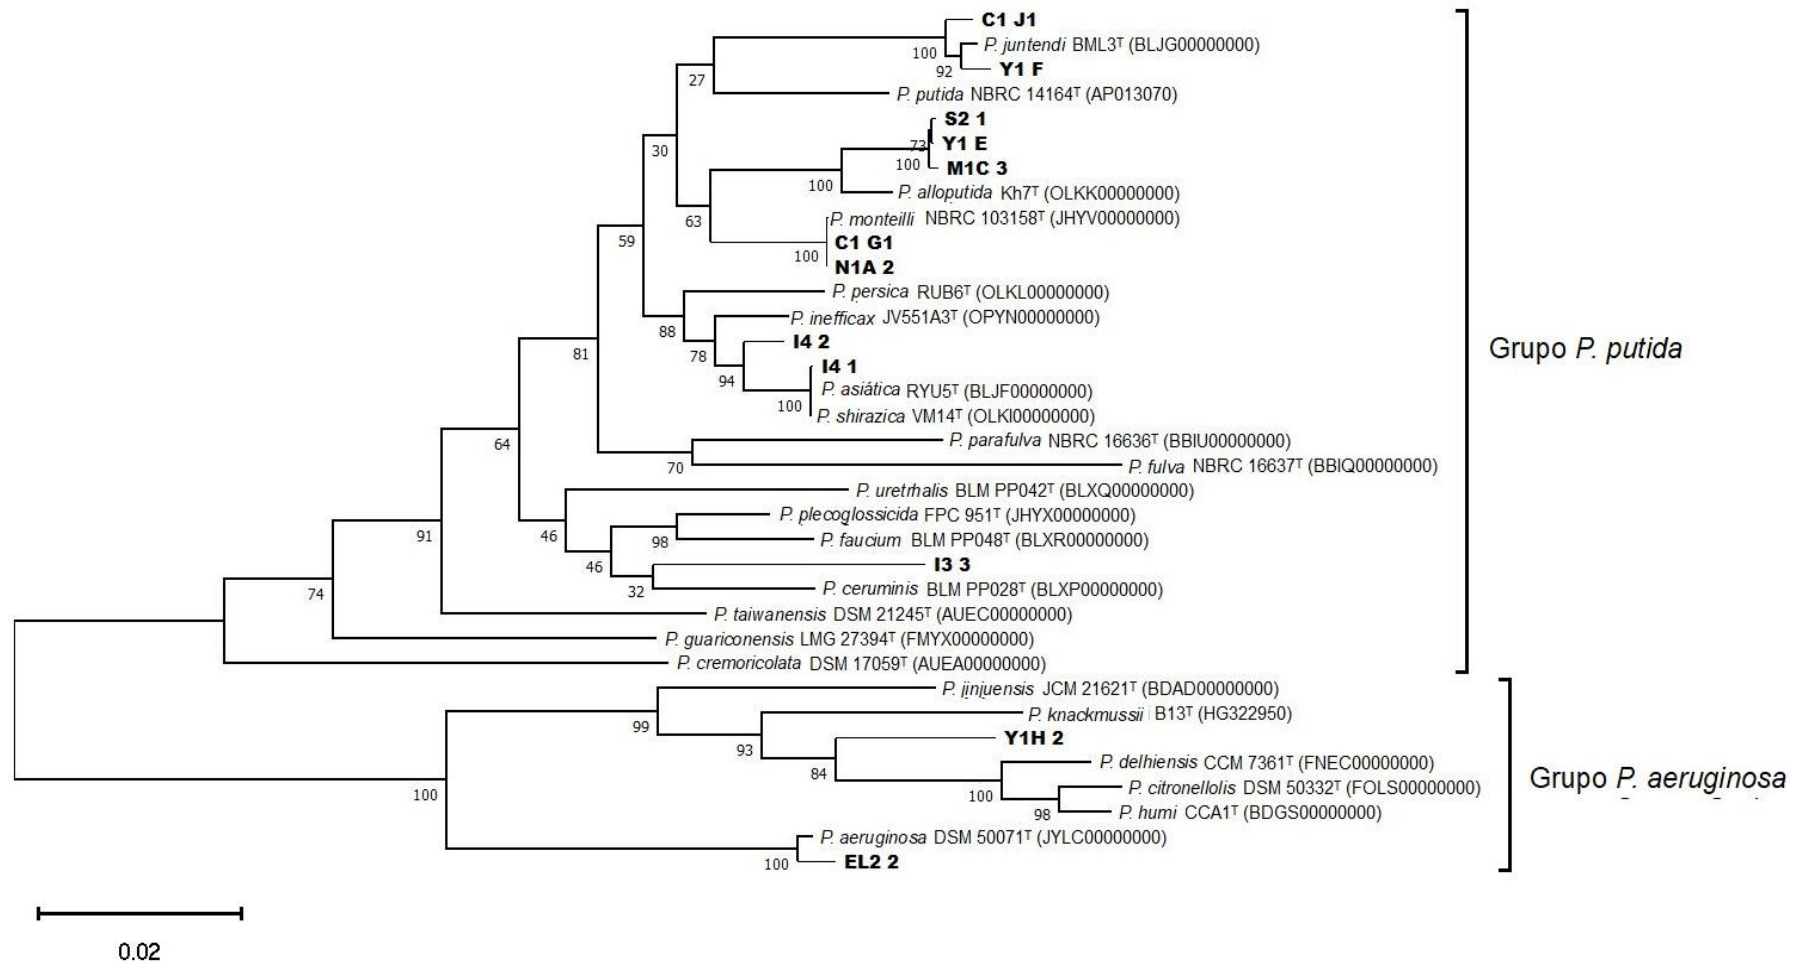 C1 J1
100
P. juntendi BML3ᵀ (BLJG00000000)
92
Y1 F
27
P. putida NBRC 14164ᵀ (AP013070)
S2 1
30
73
Y1 E
100
M1C 3
100
P. alloputida Kh7ᵀ (OLKK00000000)
63
P. monteilli NBRC 103158ᵀ (JHYV00000000)
59
C1 G1
100
N1A 2
P. persica RUB6ᵀ (OLKL00000000)
88
P. inefficax JV551A3ᵀ (OPYN00000000)
81
78
I4 2
Grupo P. putida
94
I4 1
P. asiática RYU5ᵀ (BLJF00000000)
100
P. shirazica VM14ᵀ (OLKI00000000)
64
P. parafulva NBRC 16636ᵀ (BBIU00000000)
70
P. fulva NBRC 16637ᵀ (BBIQ00000000)
P. uretrhalis BLM PP042ᵀ (BLXQ00000000)
P. plecoglossicida FPC 951ᵀ (JHYX00000000)
91
46
98
P. faucium BLM PP048ᵀ (BLXR00000000)
46
I3 3
74
32
P. ceruminis BLM PP028ᵀ (BLXP00000000)
P. taiwanensis DSM 21245ᵀ (AUEC00000000)
P. guariconensis LMG 27394ᵀ (FMYX00000000)
P. cremoricolata DSM 17059ᵀ (AUEA00000000)
P. jinjuensis JCM 21621ᵀ (BDAD00000000)
99
P. knackmussii B13ᵀ (HG322950)
93
Y1H 2
84
P. delhiensis CCM 7361ᵀ (FNEC00000000)
Grupo P. aeruginosa
100
100
P. citronellolis DSM 50332ᵀ (FOLS00000000)
98
P. humi CCA1ᵀ (BDGS00000000)
P. aeruginosa DSM 50071ᵀ (JYLC00000000)
100
EL2 2
0.02